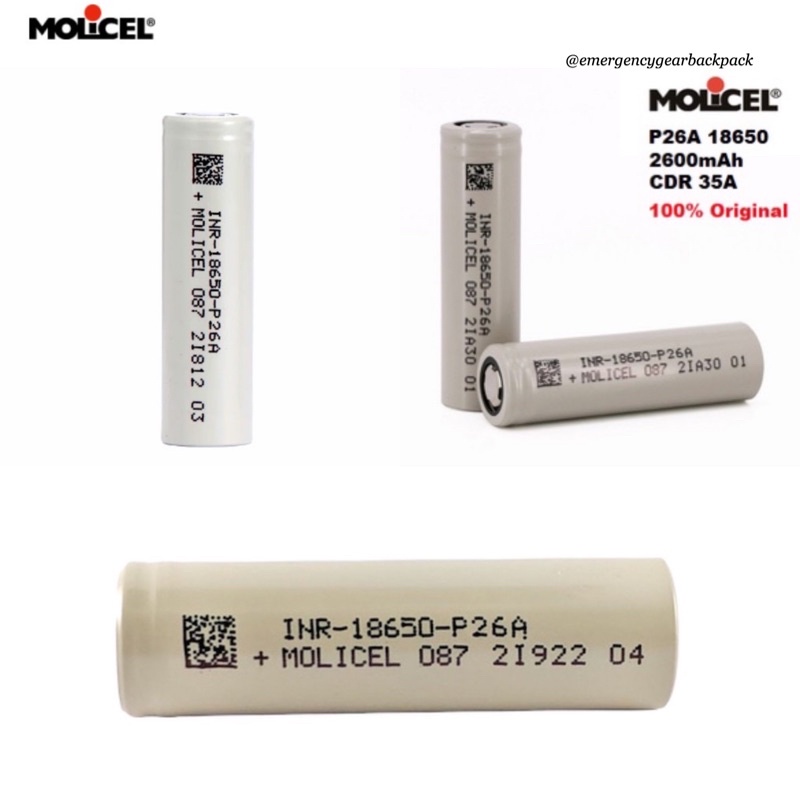 MOLiCEL®
@emergencygearbackpack
MOLiCEL®
P26A 18650
2600mAh
CDR 35A
100% Original
INR-18650-P26A
+ MOLICEL 087 2I812 03
INR-18650-P26A
+ MOLICEL 087 2IA30 01
INR-18650-P26A
+ MOLICEL 087 2IA30 01
INR-18650-P26A
+ MOLICEL 087 2I922 04